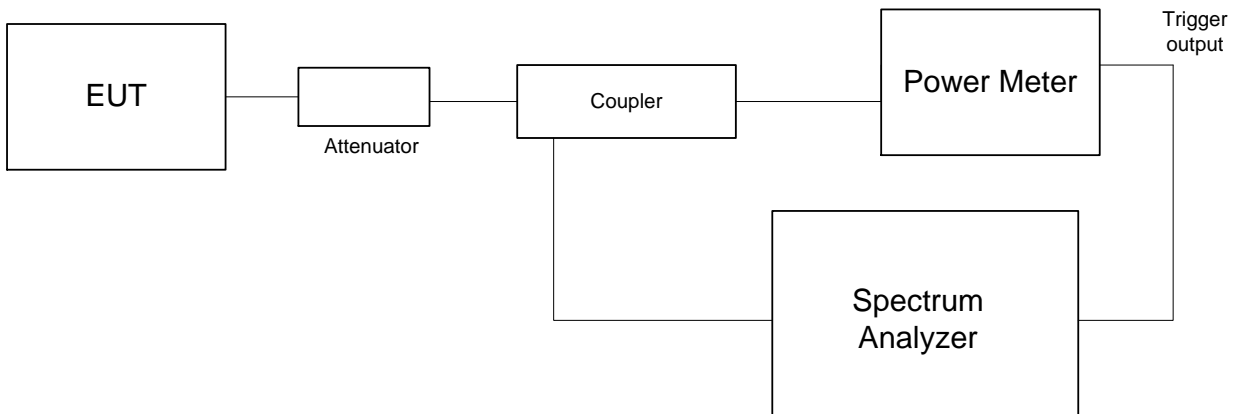 EUT
Attenuator
Coupler
Power Meter
Trigger
output
Spectrum
Analyzer